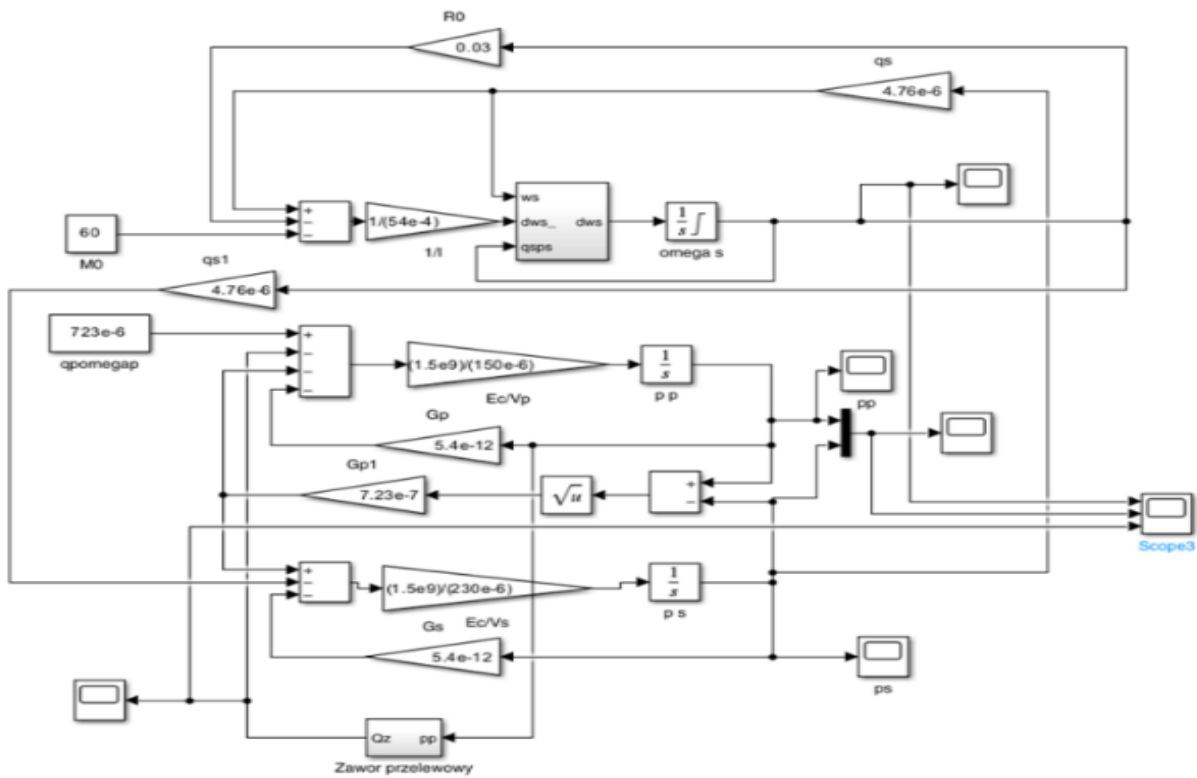 R0
0.03
qs
4.76e-6
60
M0
+
−
−
1/(54e-4)
1/I
ws
dws_
qsps
dws
1
s
omega s
qs1
4.76e-6
723e-6
qpomegap
+
−
−
−
(1.5e9)/(150e-6)
Ec/Vp
1
s
p p
pp
Gp
5.4e-12
Gp1
7.23e-7
√u
+
−
Scope3
+
−
−
(1.5e9)/(230e-6)
Ec/Vs
1
s
p s
Gs
5.4e-12
ps
Qz pp
Zawor przelewowy